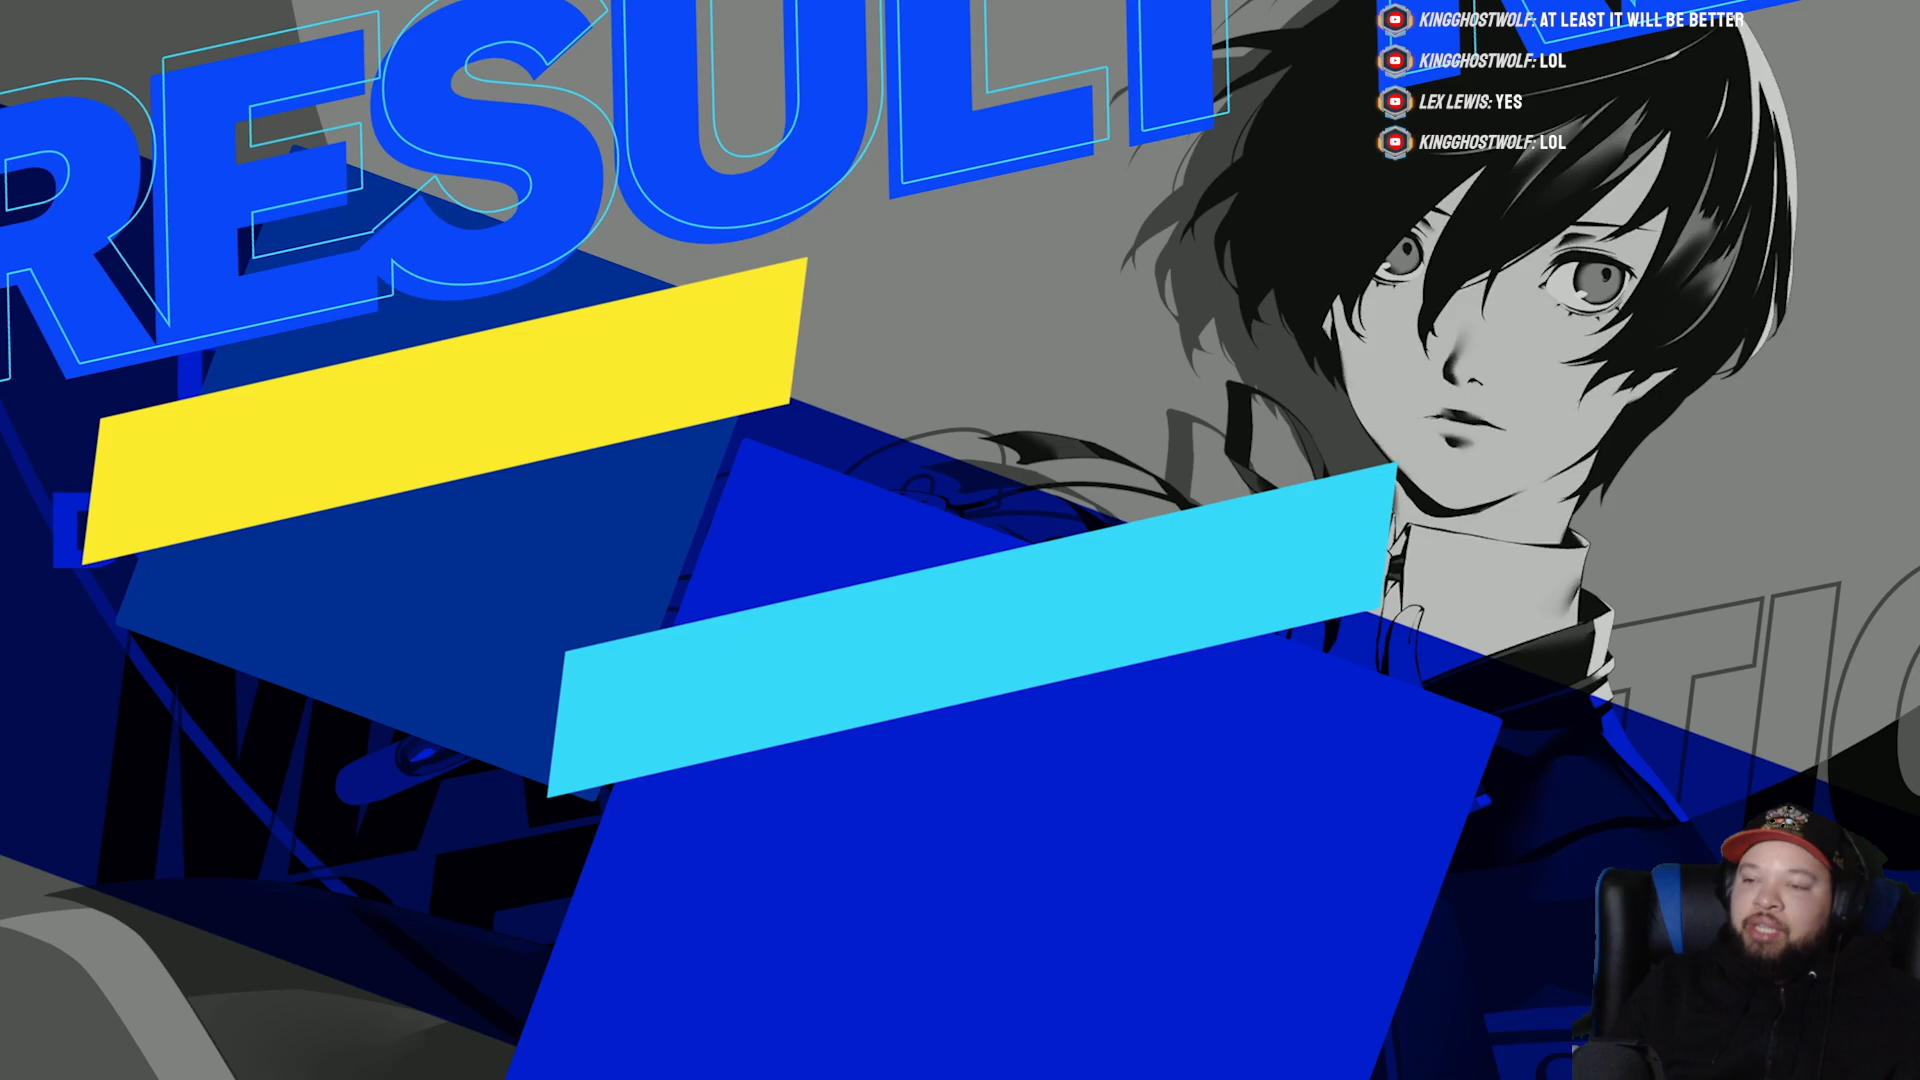 RESULT
KINGGHOSTWOLF: AT LEAST IT WILL BE BETTER
KINGGHOSTWOLF: LOL
LEX LEWIS: YES
KINGGHOSTWOLF: LOL